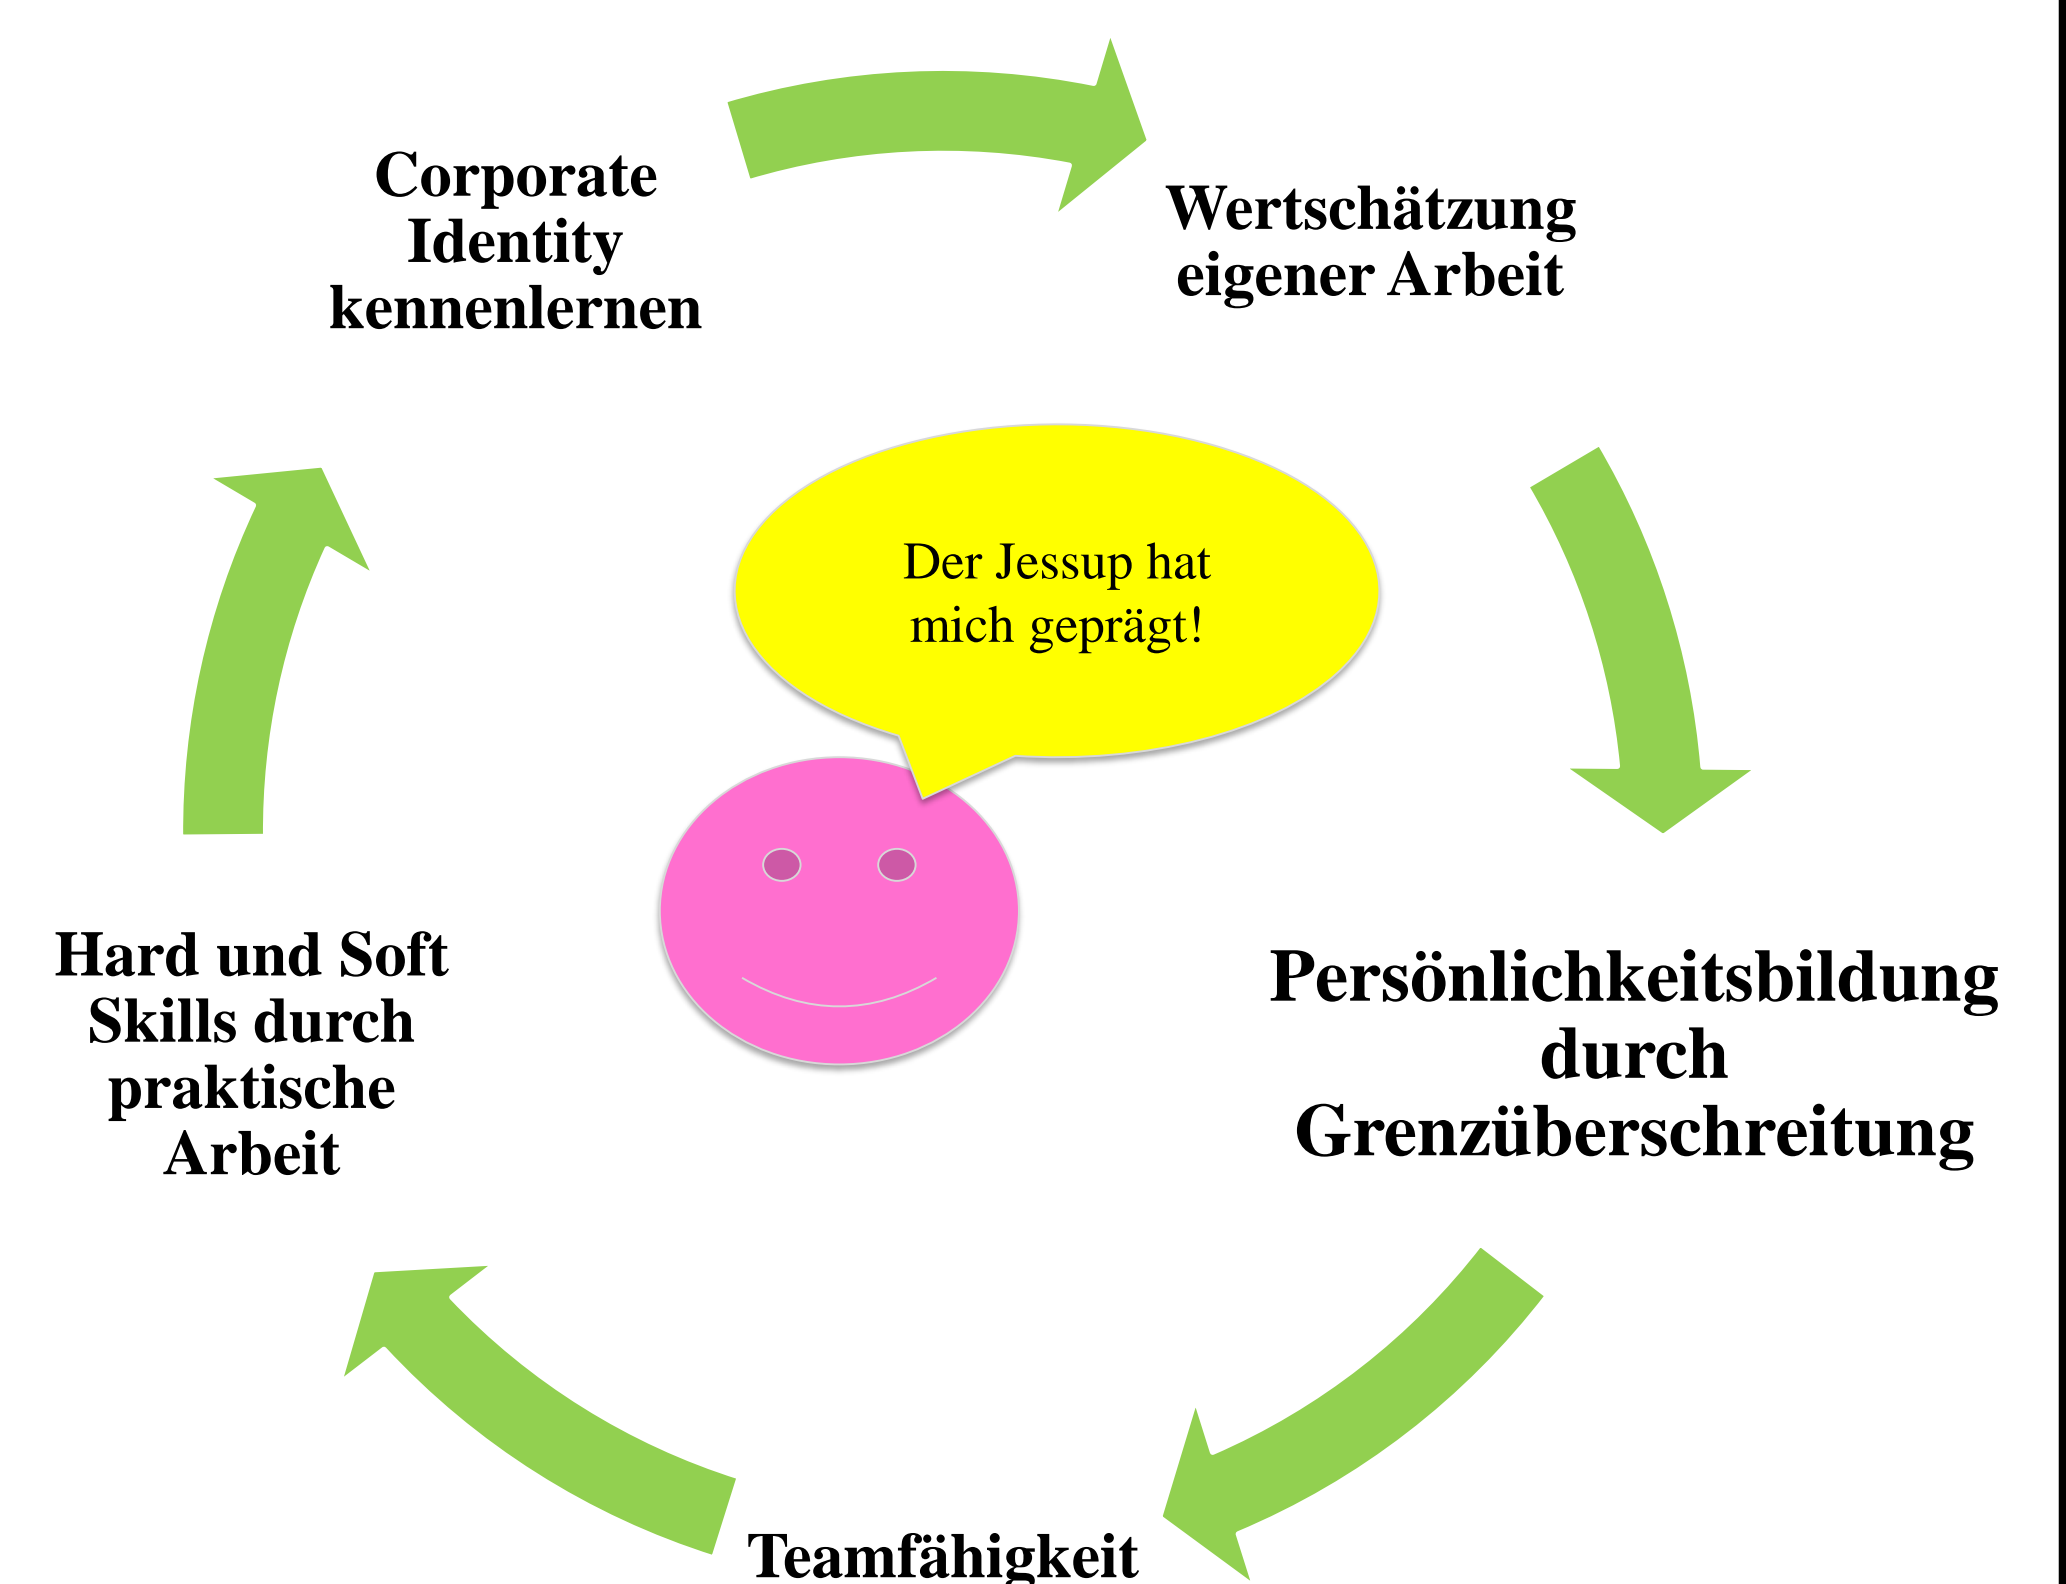 Corporate
Identity
kennenlernen
Wertschätzung
eigener Arbeit
Der Jessup hat
mich geprägt!
Hard und Soft
Skills durch
praktische
Arbeit
Persönlichkeitsbildung
durch
Grenzüberschreitung
Teamfähigkeit